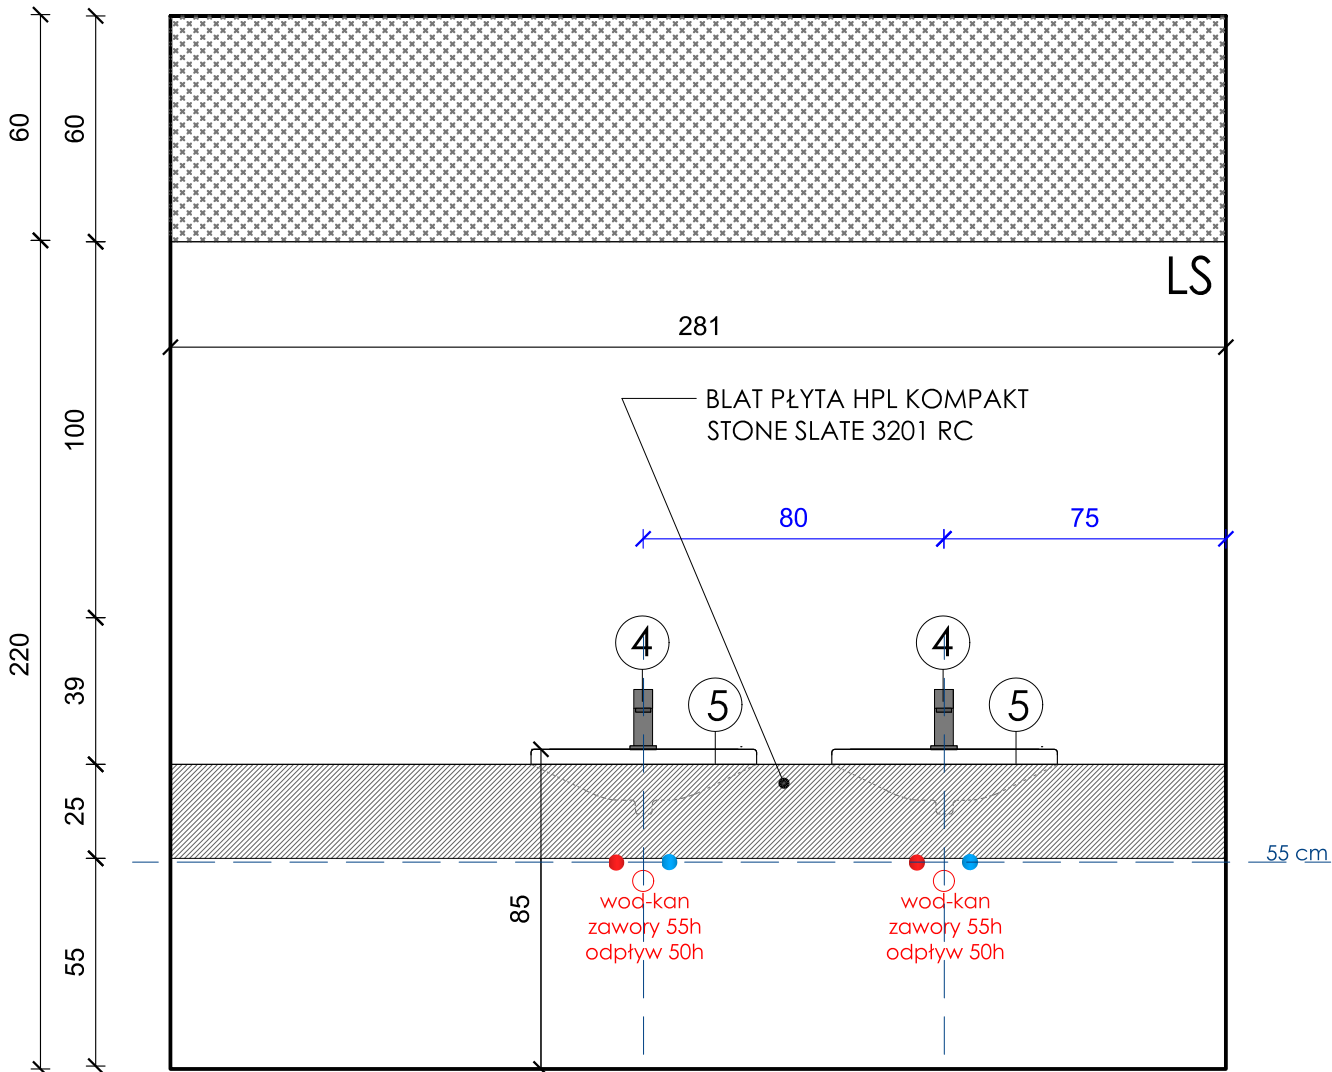 60
60
LS
281
BLAT PŁYTA HPL KOMPAKT
STONE SLATE 3201 RC
100
80
75
220
4
4
39
5
5
25
55 cm
85
wod-kan
zawory 55h
odpływ 50h
wod-kan
zawory 55h
odpływ 50h
55